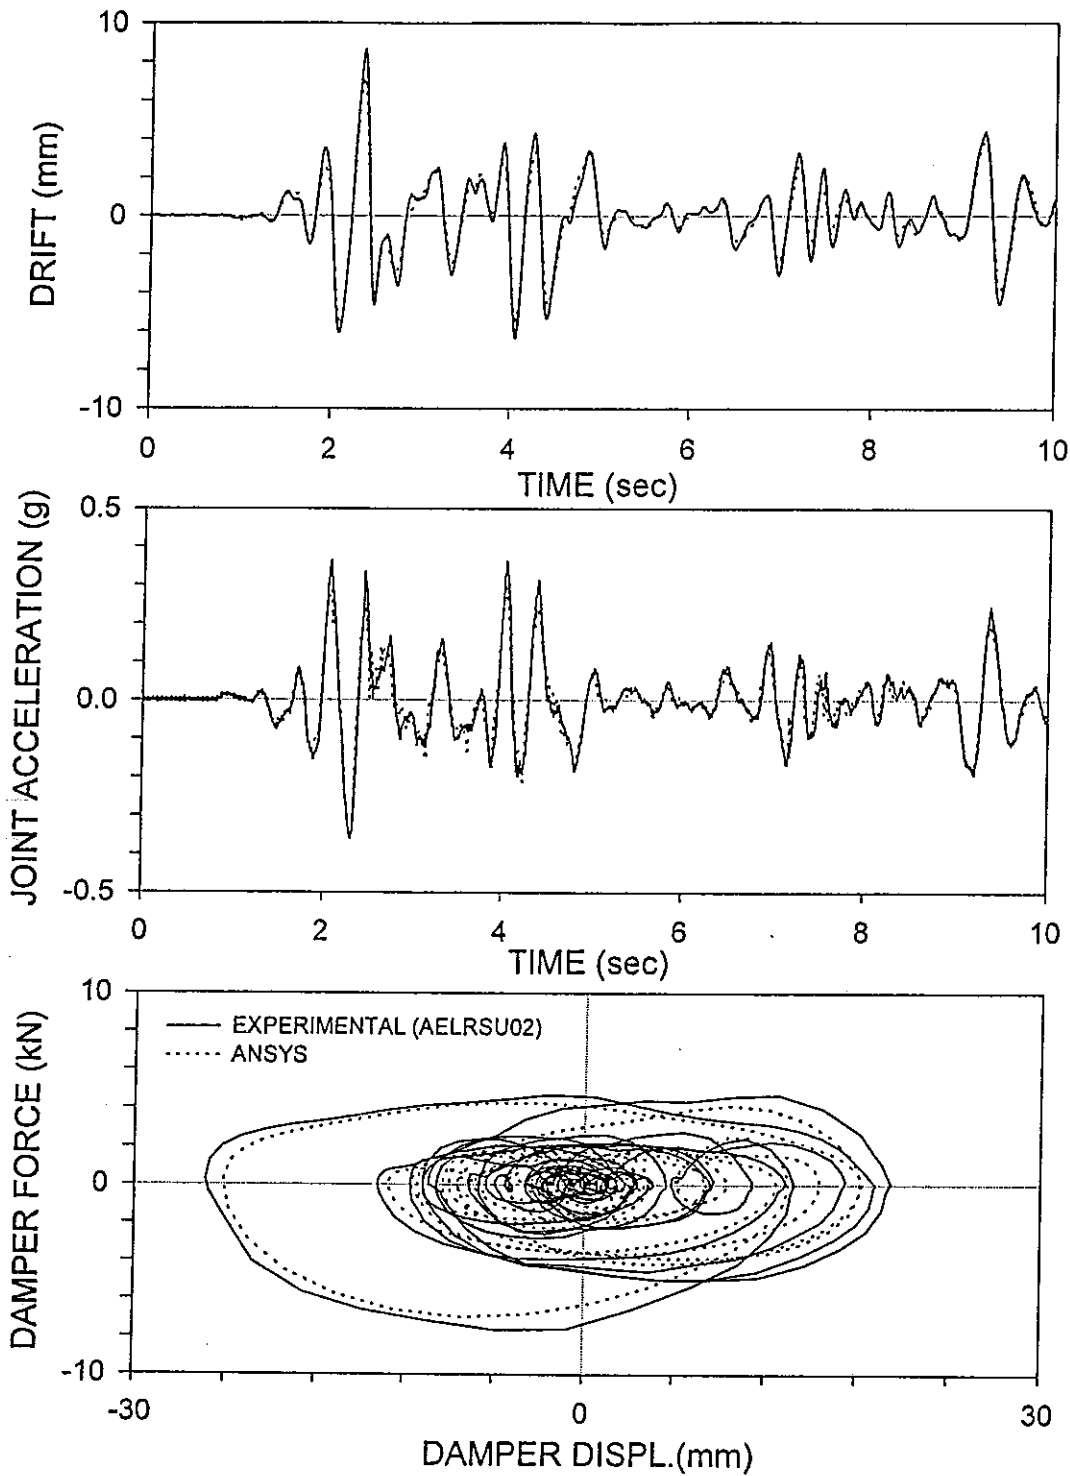 10
0
-10
DRIFT (mm)
0 2 4 6 8 10
TIME (sec)
0.5
0.0
-0.5
JOINT ACCELERATION (g)
0 2 4 6 8 10
TIME (sec)
10
0
-10
DAMPER FORCE (kN)
EXPERIMENTAL (AELRSU02)
ANSYS
-30 0 30
DAMPER DISPL.(mm)